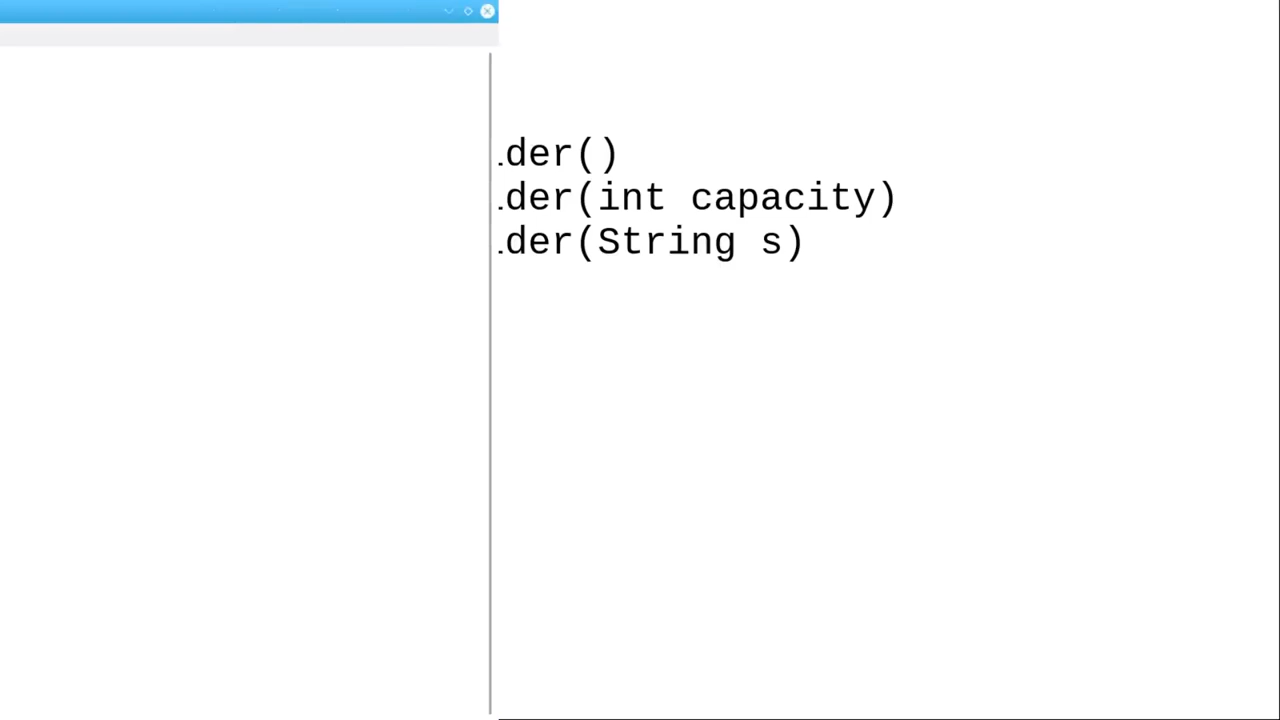 der()
der(int capacity)
der(String s)